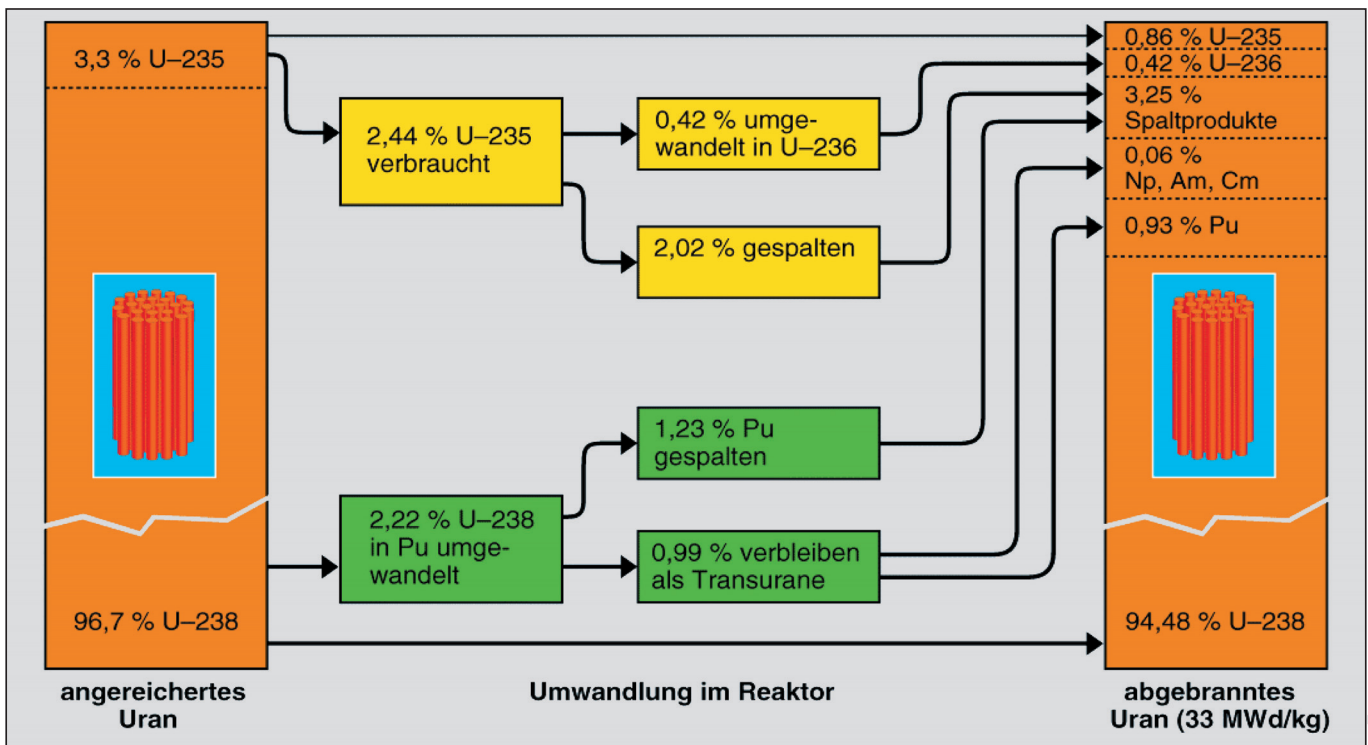 3,3 % U–235
96,7 % U–238
angereichertes
Uran
2,44 % U–235
verbraucht
0,42 % umge-
wandelt in U–236
2,02 % gespalten
1,23 % Pu
gespalten
2,22 % U–238
in Pu umge-
wandelt
0,99 % verbleiben
als Transurane
Umwandlung im Reaktor
0,86 % U–235
0,42 % U–236
3,25 %
Spaltprodukte
0,06 %
Np, Am, Cm
0,93 % Pu
94,48 % U–238
abgebranntes
Uran (33 MWd/kg)